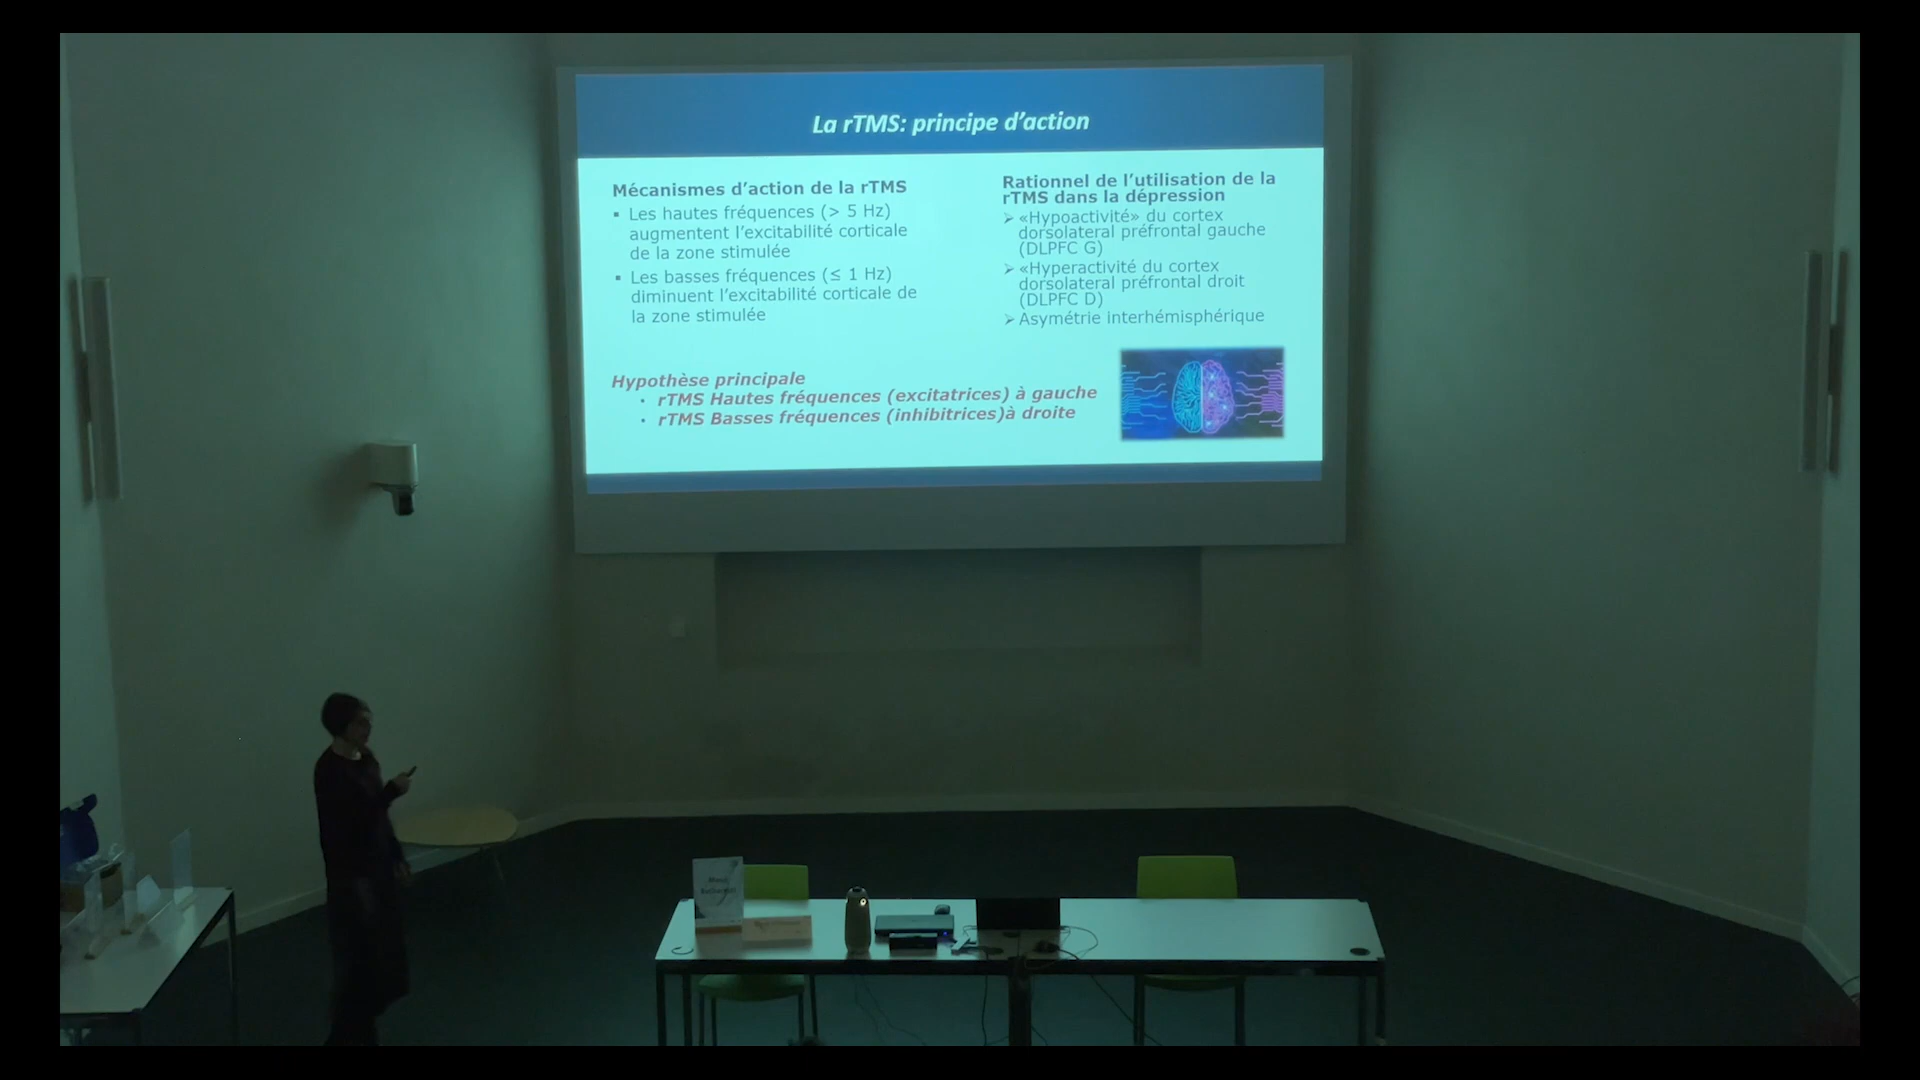 La rTMS: principe d’action
Mécanismes d’action de la rTMS
▪ Les hautes fréquences (> 5 Hz)
augmentent l’excitabilité corticale
de la zone stimulée
▪ Les basses fréquences (≤ 1 Hz)
diminuent l’excitabilité corticale de
la zone stimulée
Rationnel de l’utilisation de la
rTMS dans la dépression
➢ «Hypoactivité» du cortex
dorsolateral préfrontal gauche
(DLPFC G)
➢ «Hyperactivité du cortex
dorsolateral préfrontal droit
(DLPFC D)
➢ Asymétrie interhémisphérique
Hypothèse principale
• rTMS Hautes fréquences (excitatrices) à gauche
• rTMS Basses fréquences (inhibitrices)à droite